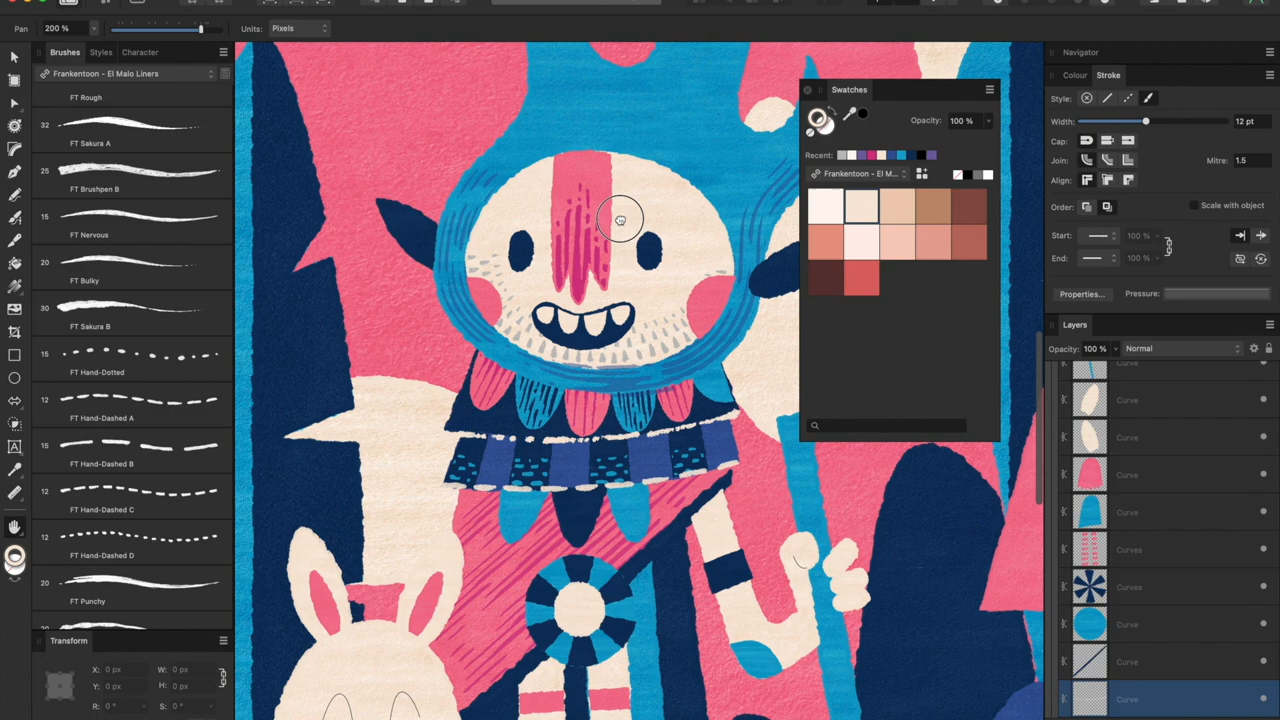 Pan 200 % Units: Pixels
Brushes Styles Character
Frankentoon - El Malo Liners
FT Rough
32
FT Sakura A
25
FT Brushpen B
15
FT Nervous
20
FT Bulky
30
FT Sakura B
15
FT Hand-Dotted
12
FT Hand-Dashed A
15
FT Hand-Dashed B
12
FT Hand-Dashed C
12
FT Hand-Dashed D
20
FT Punchy
30
Transform
X: 0 px W: 0 px
Y: 0 px H: 0 px
R: 0 ° S: 0 °
Swatches
Opacity: 100 %
Recent:
Frankentoon - El M...
Navigator
Colour Stroke
Style:
Width: 12 pt
Cap:
Join: Mitre: 1.5
Align:
Order: Scale with object
Start: 100 %
End: 100 %
Properties... Pressure:
Layers
Opacity: 100 % Normal
Curve
Curve
Curve
Curve
Curve
Curves
Curve
Curve
Curve
Curve